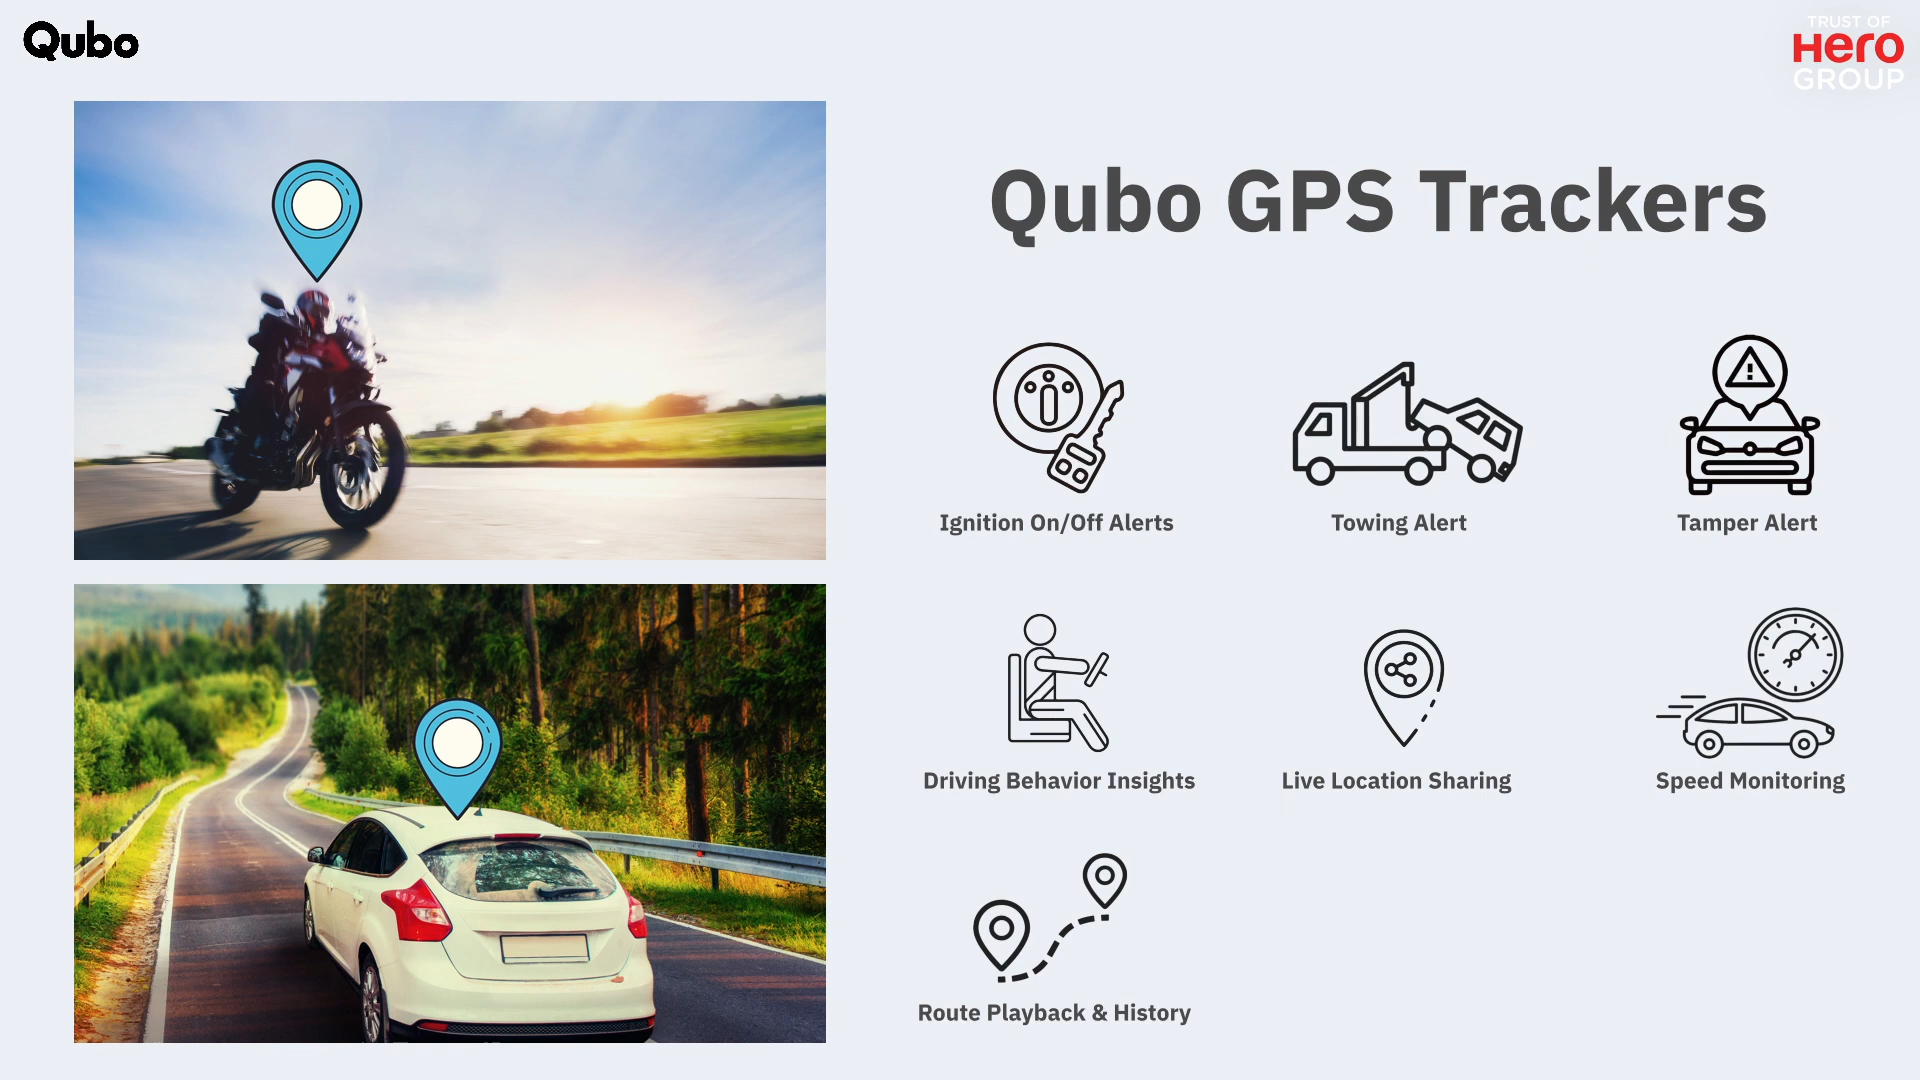 Qubo
TRUST OF
Hero
GROUP
Qubo GPS Trackers
Ignition On/Off Alerts
Towing Alert
Tamper Alert
Driving Behavior Insights
Live Location Sharing
Speed Monitoring
Route Playback & History